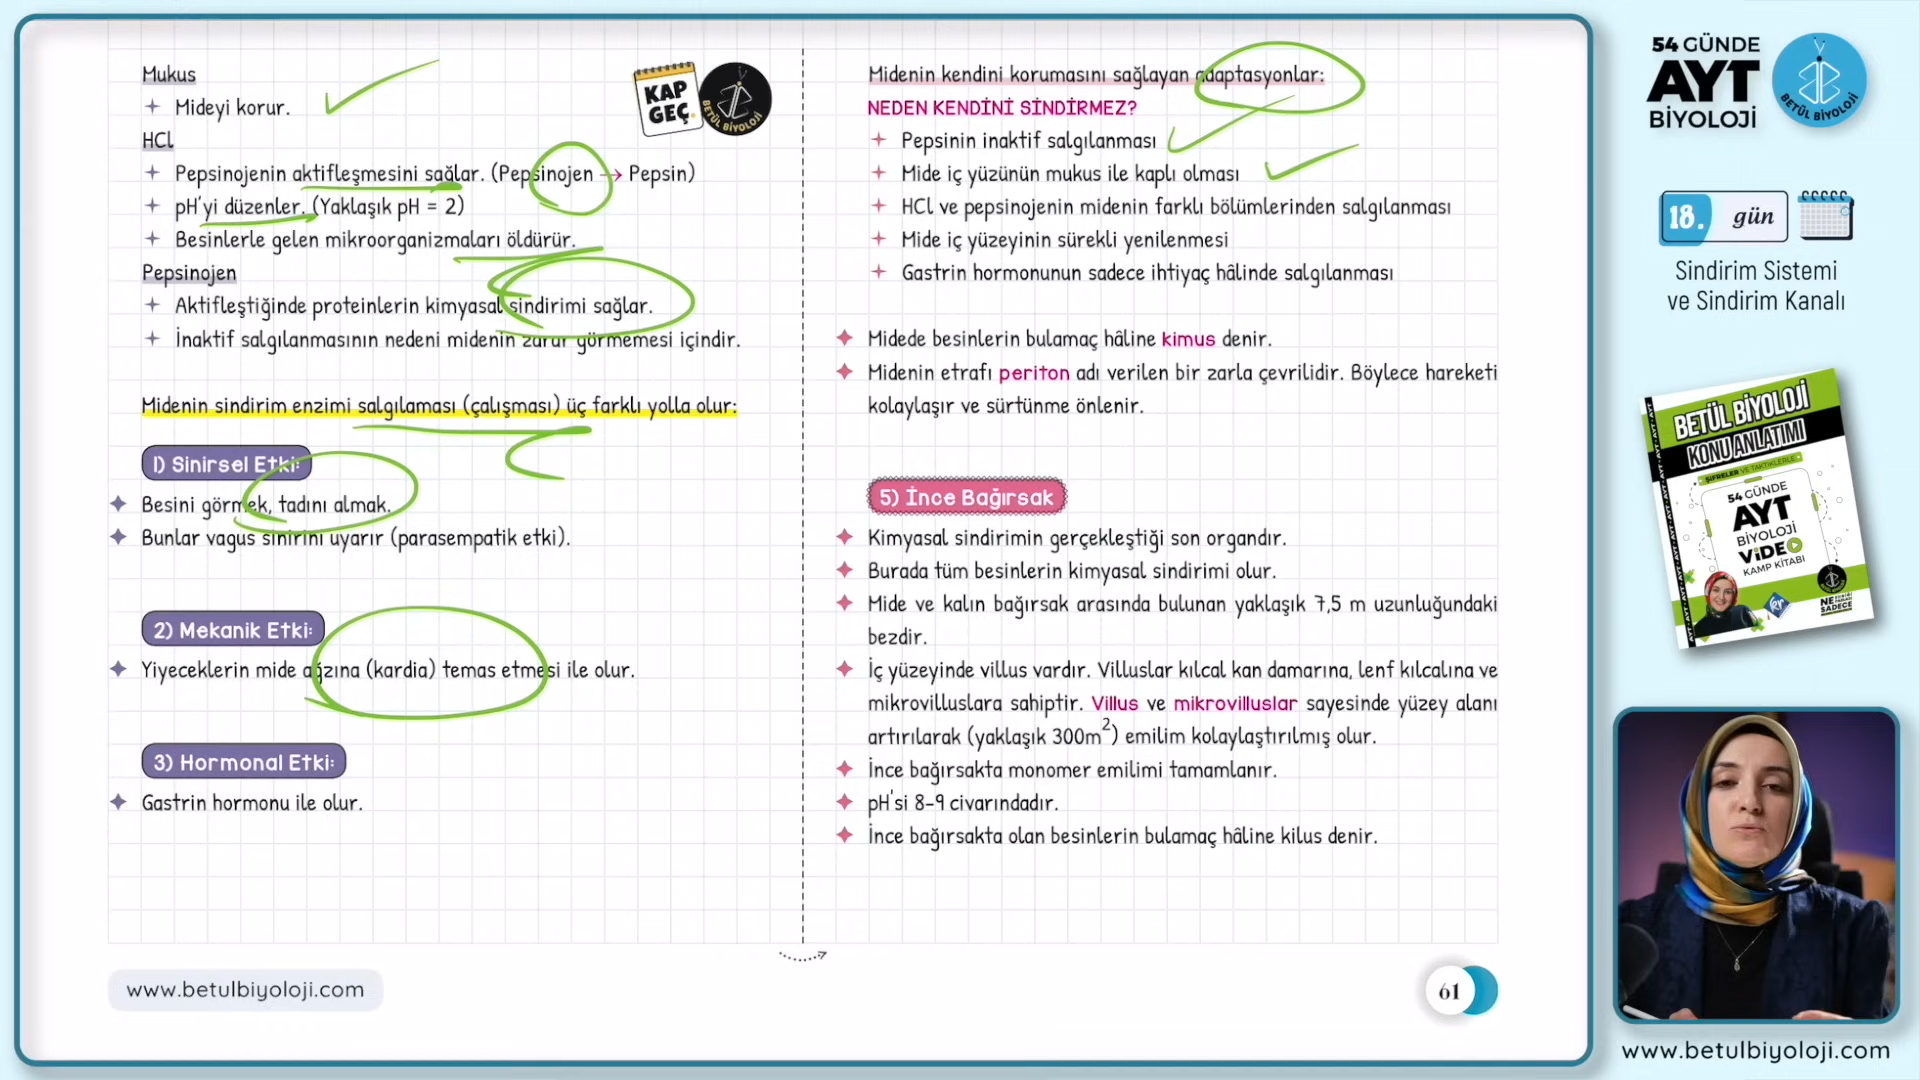 Mukus
Mideyi korur.
HCl
Pepsinojenin aktifleşmesini sağlar. (Pepsinojen → Pepsin)
pH'yi düzenler. (Yaklaşık pH = 2)
Besinlerle gelen mikroorganizmaları öldürür.
Pepsinojen
Aktifleştiğinde proteinlerin kimyasal sindirimi sağlar.
İnaktif salgılanmasının nedeni midenin zarar görmemesi içindir.
KAP
GEÇ.
BETÜL BİYOLOJİ
Midenin sindirim enzimi salgılaması (çalışması) üç farklı yolla olur:
1) Sinirsel Etki:
Besini görmek, tadını almak.
Bunlar vagus sinirini uyarır (parasempatik etki).
2) Mekanik Etki:
Yiyeceklerin mide ağzına (kardia) temas etmesi ile olur.
3) Hormonal Etki:
Gastrin hormonu ile olur.
Midenin kendini korumasını sağlayan adaptasyonlar:
NEDEN KENDİNİ SİNDİRMEZ?
Pepsinin inaktif salgılanması
Mide iç yüzünün mukus ile kaplı olması
HCl ve pepsinojenin midenin farklı bölümlerinden salgılanması
Mide iç yüzeyinin sürekli yenilenmesi
Gastrin hormonunun sadece ihtiyaç hâlinde salgılanması
Midede besinlerin bulamaç hâline kimus denir.
Midenin etrafı periton adı verilen bir zarla çevrilidir. Böylece hareketi
kolaylaşır ve sürtünme önlenir.
5) İnce Bağırsak
Kimyasal sindirimin gerçekleştiği son organdır.
Burada tüm besinlerin kimyasal sindirimi olur.
Mide ve kalın bağırsak arasında bulunan yaklaşık 7,5 m uzunluğundaki
bezdir.
İç yüzeyinde villus vardır. Villuslar kılcal kan damarına, lenf kılcalına ve
mikrovilluslara sahiptir. Villus ve mikrovilluslar sayesinde yüzey alanı
artırılarak (yaklaşık 300m²) emilim kolaylaştırılmış olur.
İnce bağırsakta monomer emilimi tamamlanır.
pH'si 8-9 civarındadır.
İnce bağırsakta olan besinlerin bulamaç hâline kilus denir.
www.betulbiyoloji.com
61
54 GÜNDE
AYT
BİYOLOJİ
BETÜL BİYOLOJİ
18. gün
Sindirim Sistemi
ve Sindirim Kanalı
BETÜL BİYOLOJİ
KONU ANLATIMI
ŞİFRELER VE TAKTİKLERLE
54 GÜNDE
AYT
BİYOLOJİ
VİDEO
KAMP KİTABI
www.betulbiyoloji.com